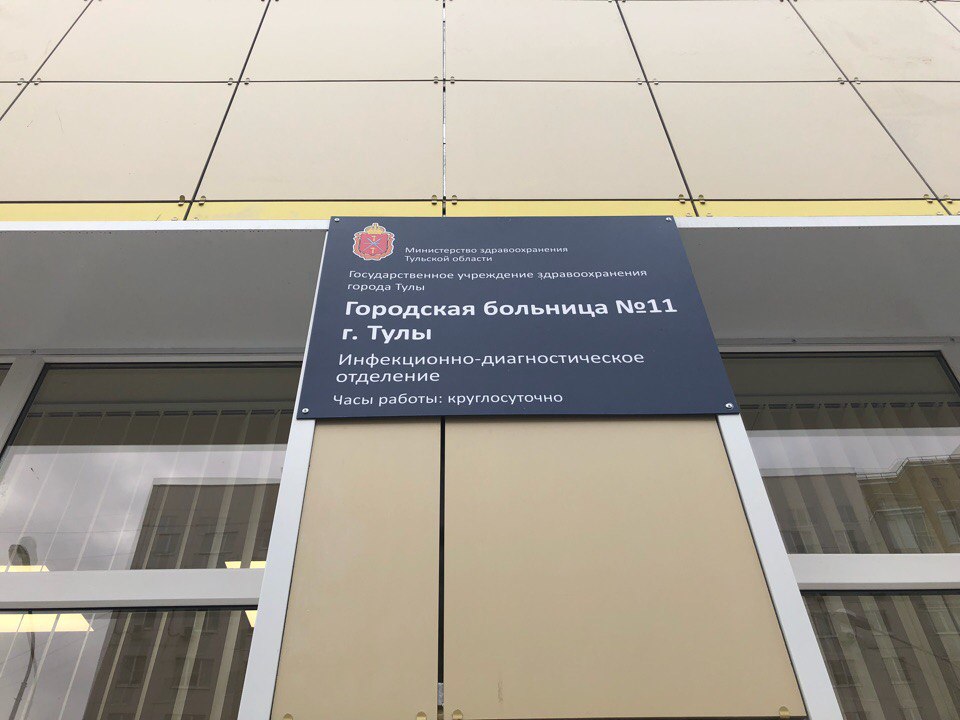 Министерство здравоохранения
Тульской области
Государственное учреждение здравоохранения
города Тулы
Городская больница №11
г. Тулы
Инфекционно-диагностическое
отделение
Часы работы: круглосуточно